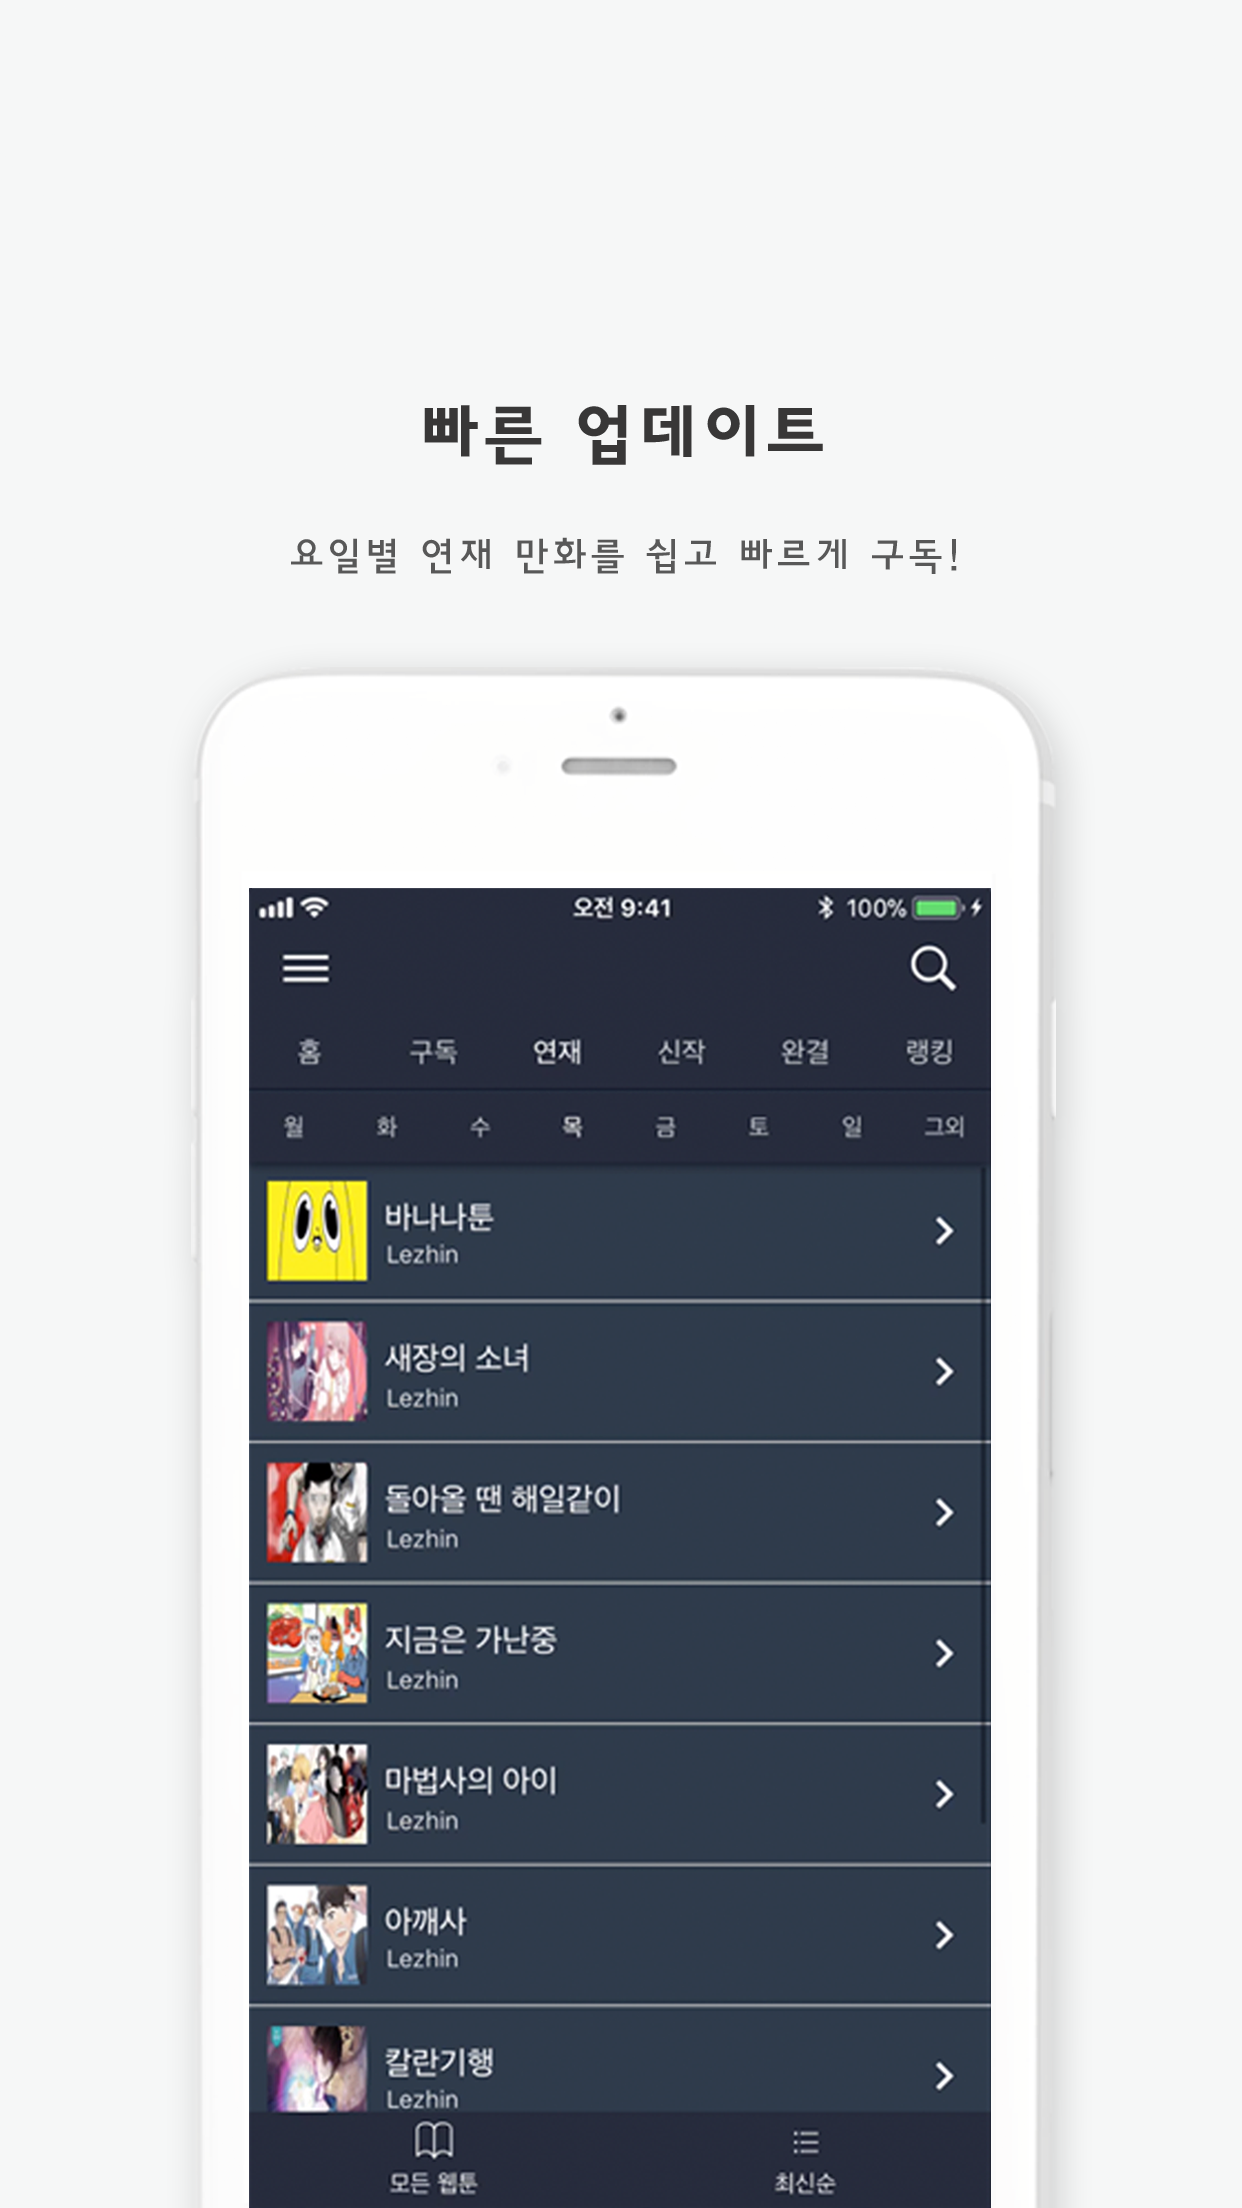 빠른 업데이트
요일별 연재 만화를 쉽고 빠르게 구독!
오전 9:41 100%
홈 구독 연재 신작 완결 랭킹
월 화 수 목 금 토 일 그외
바나나툰
Lezhin
새장의 소녀
Lezhin
돌아올 땐 해일같이
Lezhin
지금은 가난중
Lezhin
마법사의 아이
Lezhin
아깨사
Lezhin
칼란기행
Lezhin
모든 웹툰 최신순